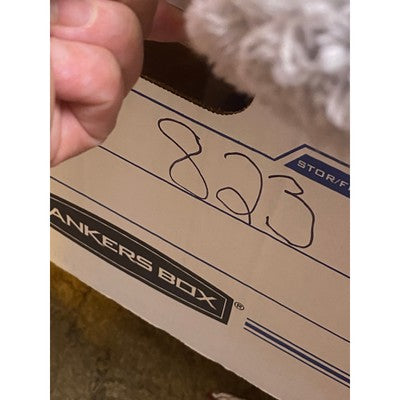 STOR/F
823
ANKERS BOX®